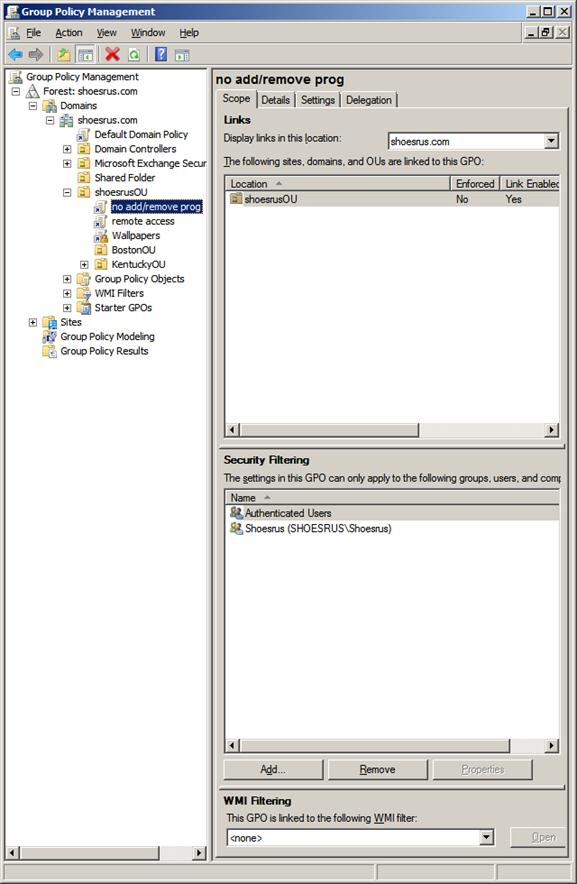 Group Policy Management
File Action View Window Help
Group Policy Management
Forest: shoesrus.com
Domains
shoesrus.com
Default Domain Policy
Domain Controllers
Microsoft Exchange Secur
Shared Folder
shoesrusOU
no add/remove prog
remote access
Wallpapers
BostonOU
KentuckyOU
Group Policy Objects
WMI Filters
Starter GPOs
Sites
Group Policy Modeling
Group Policy Results
no add/remove prog
Scope Details Settings Delegation
Links
Display links in this location: shoesrus.com
The following sites, domains, and OUs are linked to this GPO:
Location Enforced Link Enabled
shoesrusOU No Yes
Security Filtering
The settings in this GPO can only apply to the following groups, users, and comp
Name
Authenticated Users
Shoesrus (SHOESRUS\Shoesrus)
Add... Remove Properties
WMI Filtering
This GPO is linked to the following WMI filter:
<none> Open